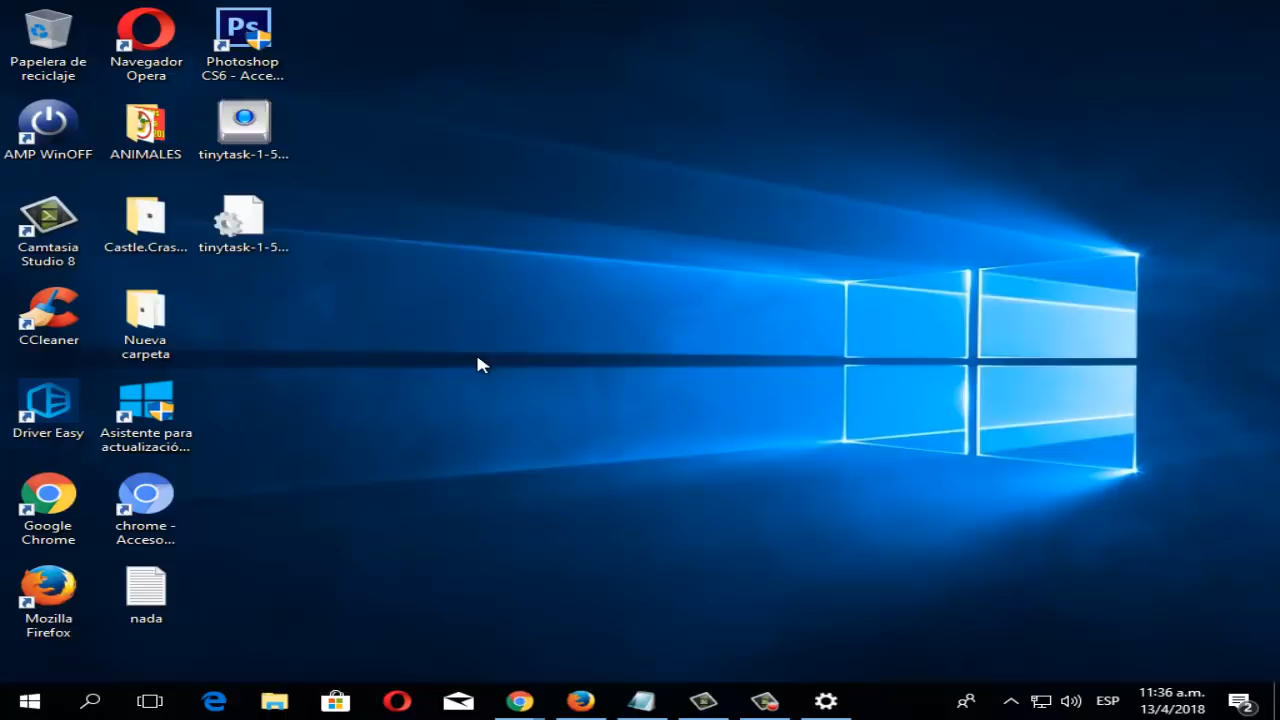 Papelera de
reciclaje
Navegador
Opera
Ps
Photoshop
CS6 - Acce...
AMP WinOFF
ANIMALES
tinytask-1-5...
Camtasia
Studio 8
Castle.Cras...
tinytask-1-5...
CCleaner
Nueva
carpeta
Driver Easy
Asistente para
actualizació...
Google
Chrome
chrome -
Acceso...
Mozilla
Firefox
nada
ESP
11:36 a.m.
13/4/2018
2